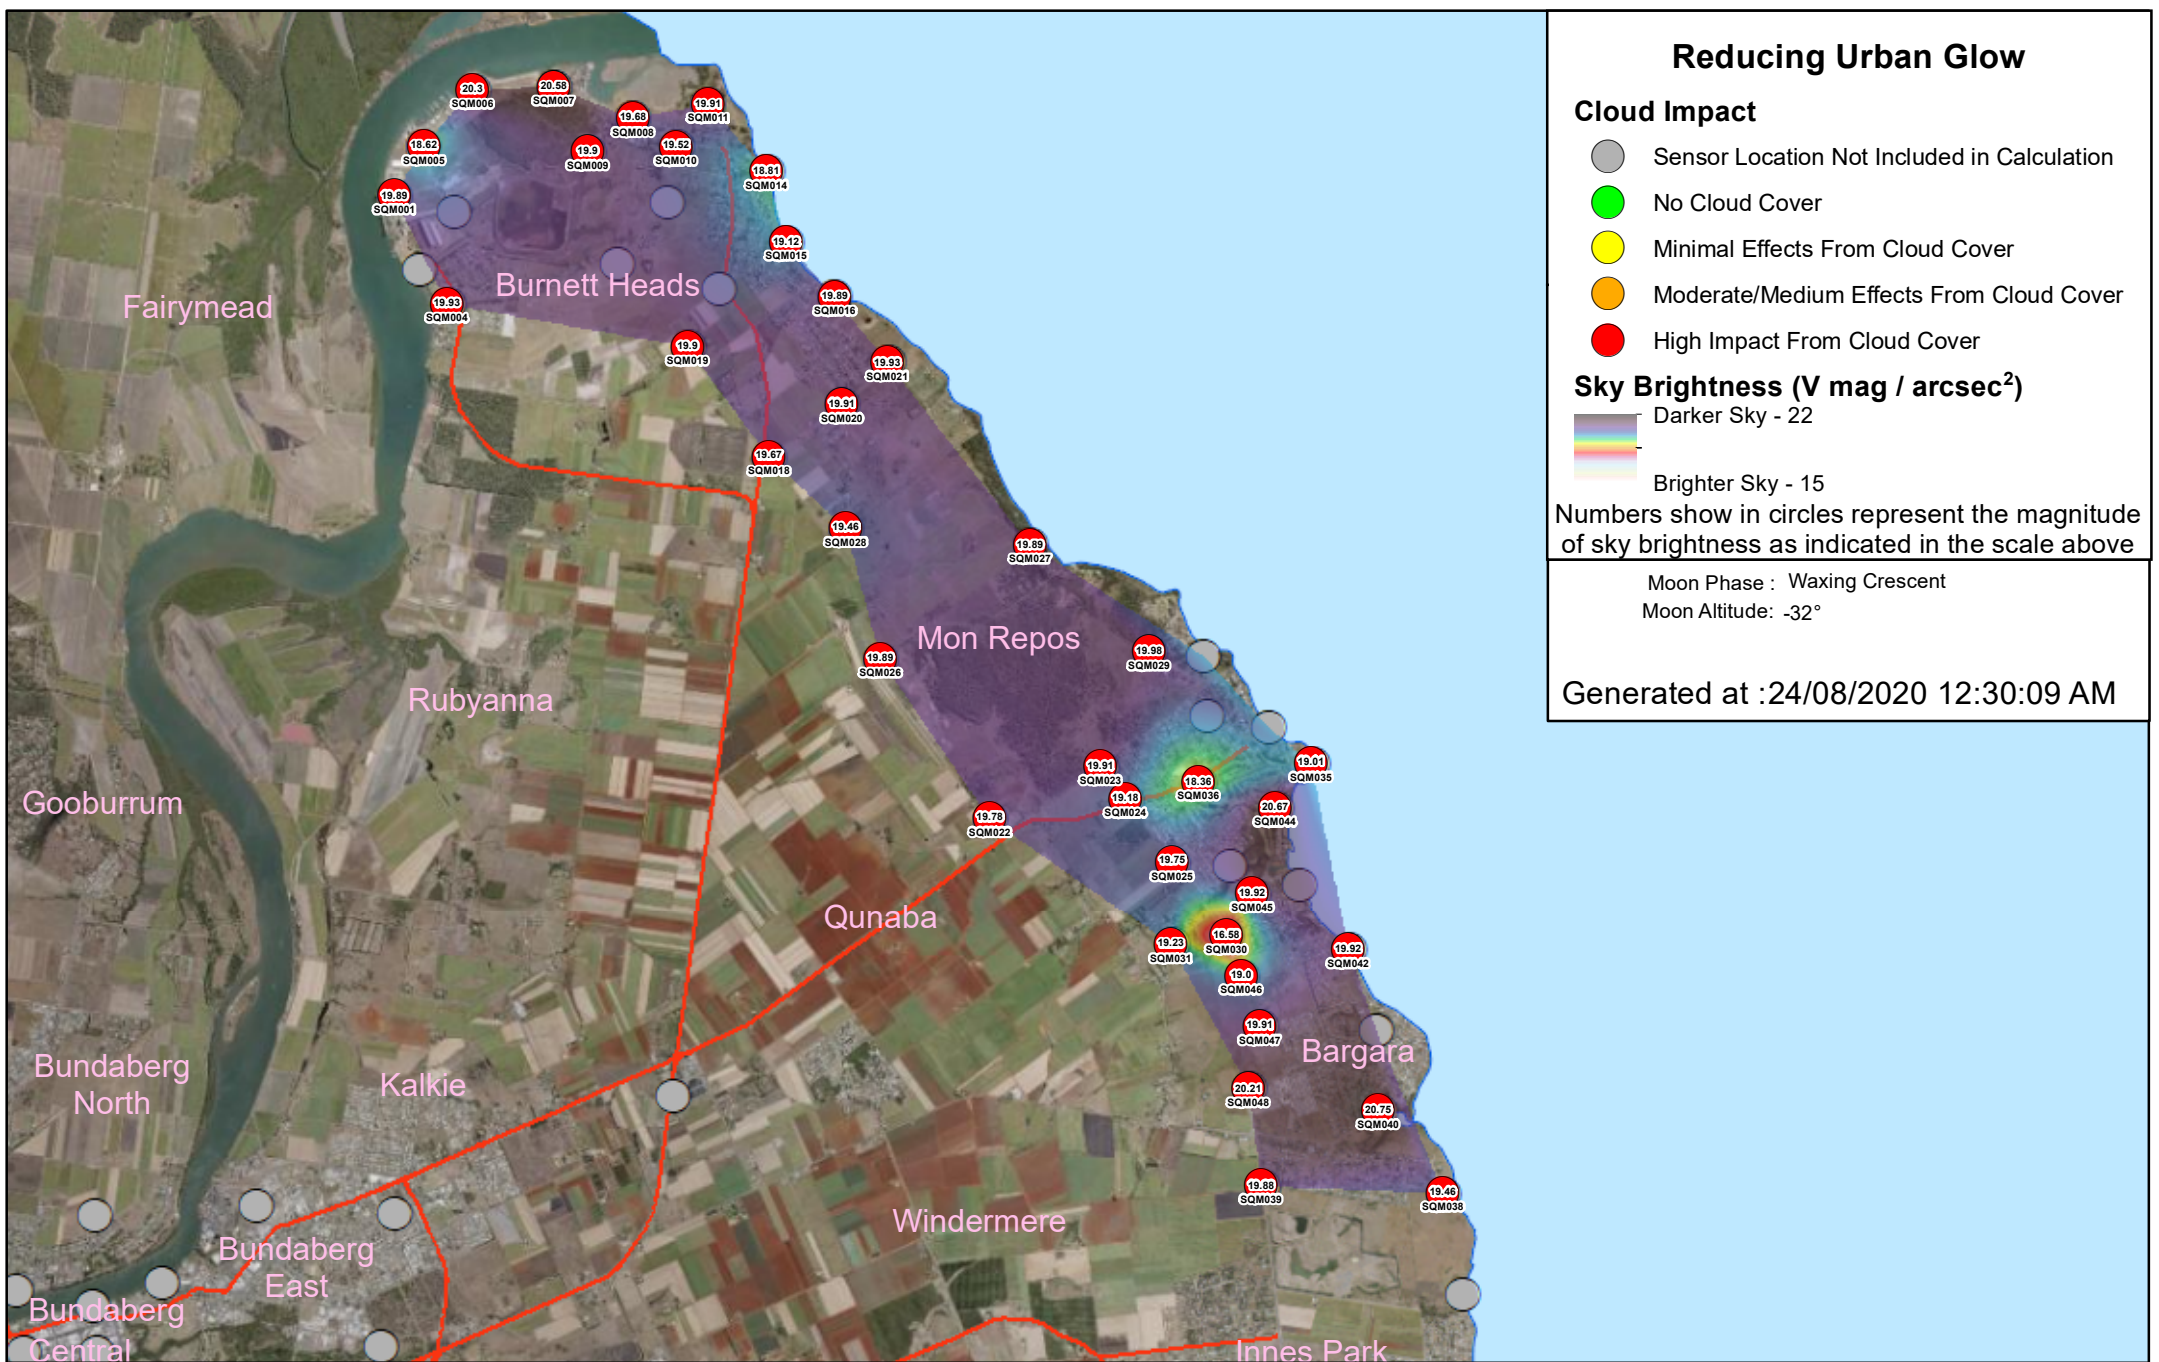 Reducing Urban Glow
Cloud Impact
Sensor Location Not Included in Calculation
No Cloud Cover
Minimal Effects From Cloud Cover
Moderate/Medium Effects From Cloud Cover
High Impact From Cloud Cover
Sky Brightness (V mag / arcsec²)
Darker Sky - 22
Brighter Sky - 15
Numbers show in circles represent the magnitude
of sky brightness as indicated in the scale above
Moon Phase : Waxing Crescent
Moon Altitude: -32°
Generated at :24/08/2020 12:30:09 AM
20.3
SQM006
20.58
SQM007
19.68
SQM008
19.91
SQM011
18.62
SQM005
19.9
SQM009
19.52
SQM010
18.81
SQM014
19.89
SQM001
19.12
SQM015
Burnett Heads
Fairymead
19.93
SQM004
19.89
SQM016
19.9
SQM019
19.93
SQM021
19.91
SQM020
19.67
SQM018
19.46
SQM028
19.89
SQM027
Mon Repos
19.89
SQM026
19.98
SQM029
Rubyanna
19.91
SQM023
18.36
SQM036
19.01
SQM035
Gooburrum
19.18
SQM024
20.67
SQM044
19.78
SQM022
19.75
SQM025
19.92
SQM045
Qunaba
19.23
SQM031
16.58
SQM030
19.92
SQM042
19.0
SQM046
19.91
SQM047
Bargara
Bundaberg
North
Kalkie
20.21
SQM048
20.75
SQM040
19.88
SQM039
19.46
SQM038
Windermere
Bundaberg
East
Bundaberg
Central
Innes Park